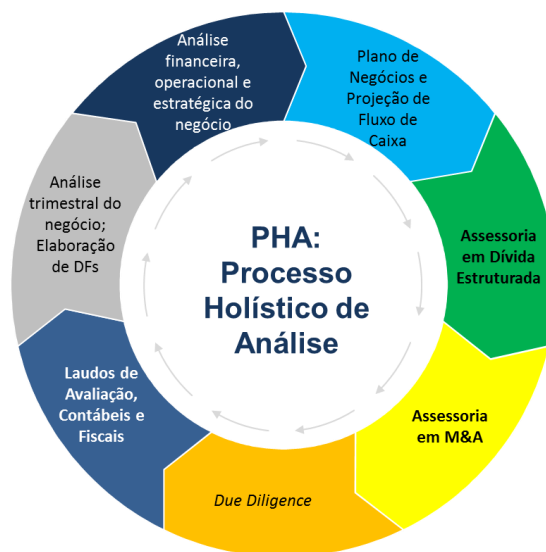 PHA:
Processo
Holístico de
Análise
Análise
financeira,
operacional e
estratégica do
negócio
Plano de
Negócios e
Projeção de
Fluxo de
Caixa
Assessoria
em Dívida
Estruturada
Assessoria
em M&A
Due Diligence
Laudos de
Avaliação,
Contábeis e
Fiscais
Análise
trimestral do
negócio;
Elaboração
de DFs